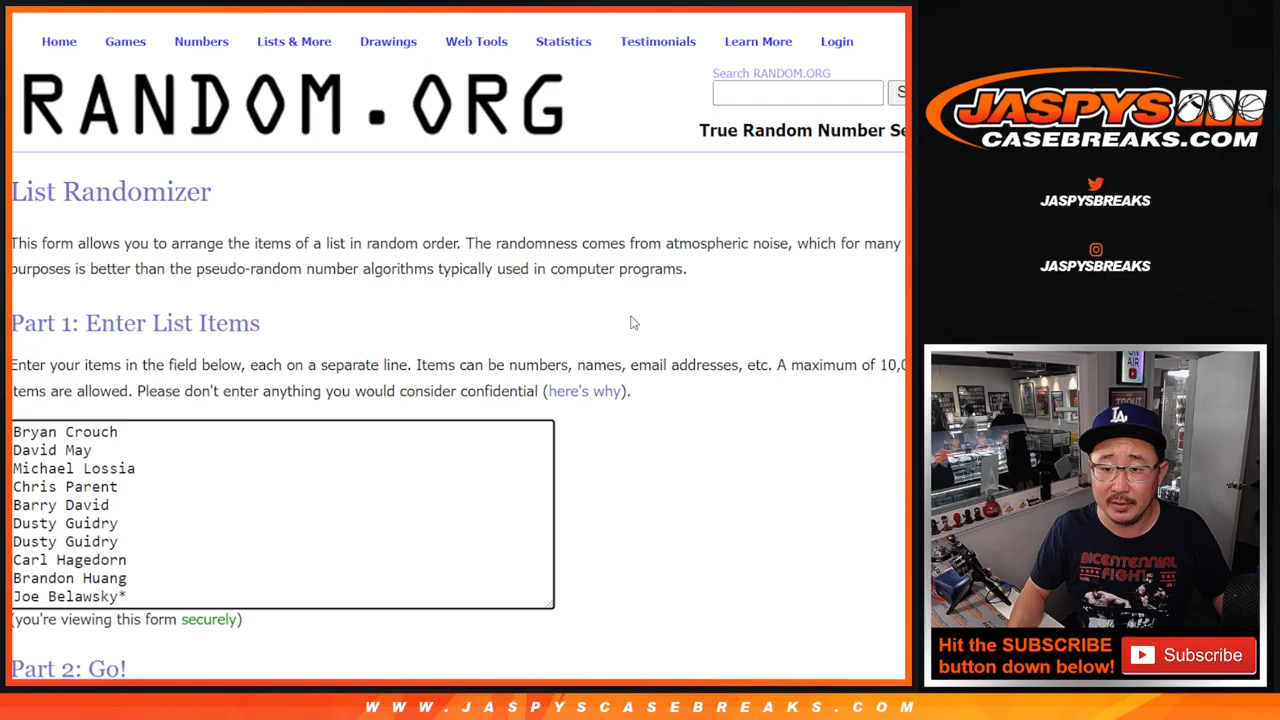 Home Games Numbers Lists & More Drawings Web Tools Statistics Testimonials Learn More Login
RANDOM.ORG
Search RANDOM.ORG
True Random Number Se
List Randomizer
This form allows you to arrange the items of a list in random order. The randomness comes from atmospheric noise, which for many
purposes is better than the pseudo-random number algorithms typically used in computer programs.
Part 1: Enter List Items
Enter your items in the field below, each on a separate line. Items can be numbers, names, email addresses, etc. A maximum of 10,0
items are allowed. Please don't enter anything you would consider confidential (here's why).
Bryan Crouch
David May
Michael Lossia
Chris Parent
Barry David
Dusty Guidry
Dusty Guidry
Carl Hagedorn
Brandon Huang
Joe Belawsky*
(you're viewing this form securely)
Part 2: Go!
JASPYS
CASEBREAKS.COM
JASPYSBREAKS
JASPYSBREAKS
ON
AIR
TROUT
LA
BICENTENNIAL
FIGHT
Hit the SUBSCRIBE
button down below!
Subscribe
WWW.JASPYSCASEBREAKS.COM